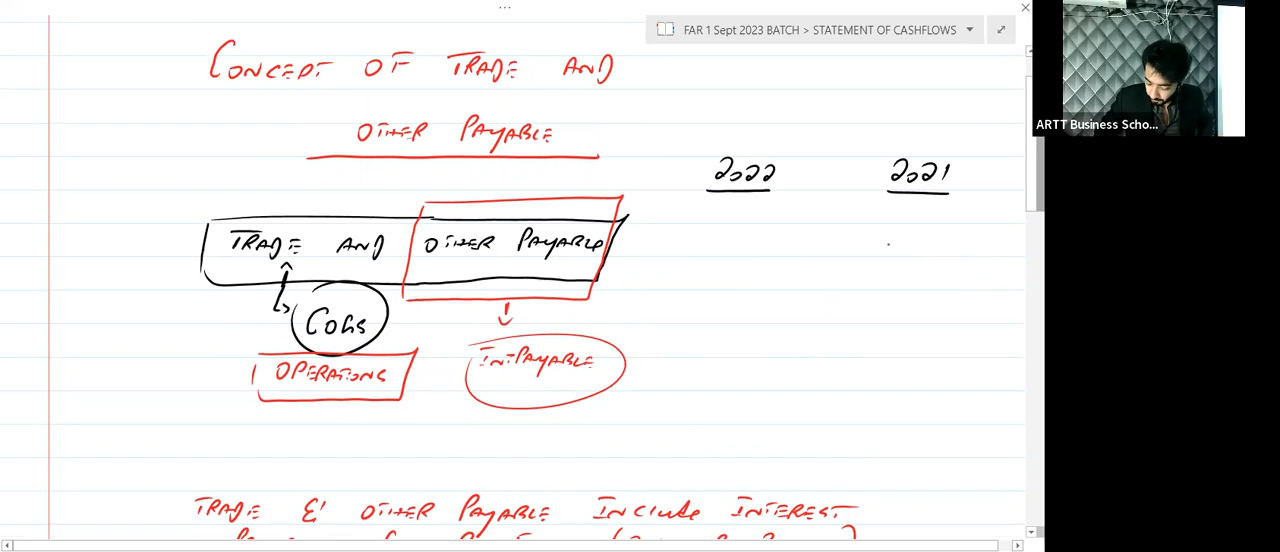 FAR 1 Sept 2023 BATCH > STATEMENT OF CASHFLOWS
CONCEPT OF TRADE AND
OTHER PAYABLE
ARTT Business Scho...
2022 2021
TRADE AND OTHER PAYABLE
COGS
INT-PAYABLE
OPERATIONS
TRADE & OTHER PAYABLE INCLUDE INTEREST